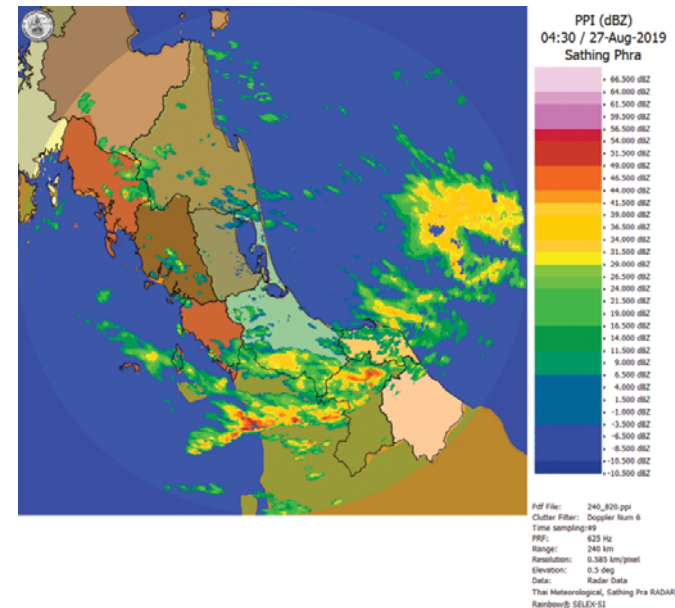 PPI (dBZ)
04:30 / 27-Aug-2019
Sathing Phra
66.500 dBZ
64.000 dBZ
61.500 dBZ
59.300 dBZ
56.500 dBZ
54.000 dBZ
51.500 dBZ
49.000 dBZ
46.500 dBZ
44.000 dBZ
41.500 dBZ
39.000 dBZ
36.500 dBZ
34.000 dBZ
31.500 dBZ
29.000 dBZ
26.500 dBZ
24.000 dBZ
21.500 dBZ
19.000 dBZ
16.500 dBZ
14.000 dBZ
11.500 dBZ
9.000 dBZ
6.500 dBZ
4.000 dBZ
1.500 dBZ
-1.000 dBZ
-3.500 dBZ
-6.500 dBZ
-8.500 dBZ
-10.500 dBZ
-10.500 dBZ
Pdf File: 240_820.ppi
Clutter Filter: Doppler Num 6
Time sampling:49
PRF: 625 Hz
Range: 240 km
Resolution: 0.585 km/pixel
Elevation: 0.5 deg
Data: Radar Data
Thai Meteorological, Sathing Pra RADAR
Rainbow® SELEX-SI